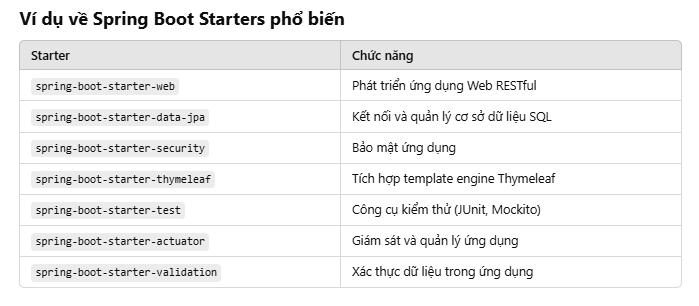 Ví dụ về Spring Boot Starters phổ biến
Starter Chức năng
spring-boot-starter-web Phát triển ứng dụng Web RESTful
spring-boot-starter-data-jpa Kết nối và quản lý cơ sở dữ liệu SQL
spring-boot-starter-security Bảo mật ứng dụng
spring-boot-starter-thymeleaf Tích hợp template engine Thymeleaf
spring-boot-starter-test Công cụ kiểm thử (JUnit, Mockito)
spring-boot-starter-actuator Giám sát và quản lý ứng dụng
spring-boot-starter-validation Xác thực dữ liệu trong ứng dụng